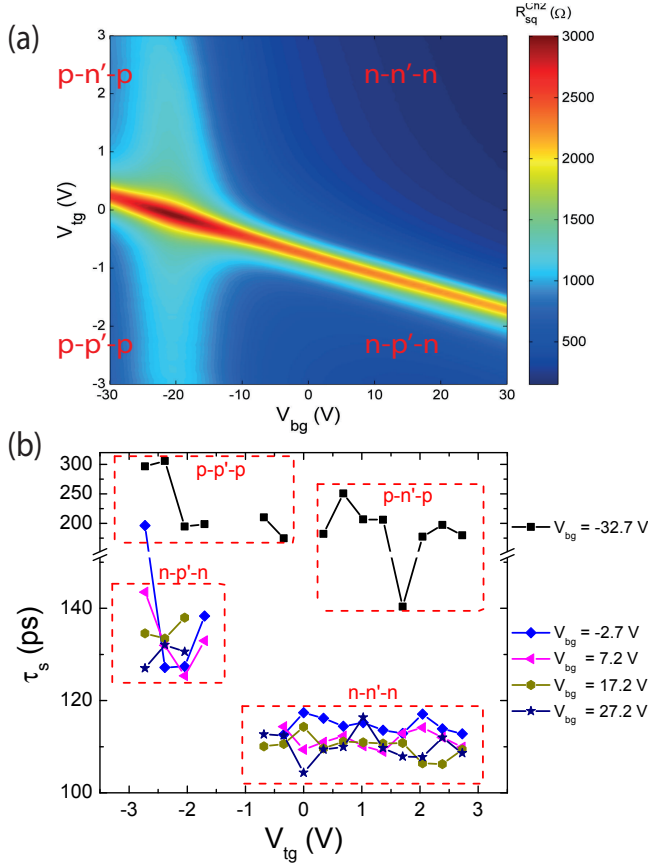 (a)
R_sq^Ch2 (Ω)
3
2
1
0
-1
-2
-3
V_tg (V)
p-n'-p
n-n'-n
p-p'-p
n-p'-n
-30
-20
-10
0
10
20
30
V_bg (V)
3000
2500
2000
1500
1000
500
(b)
300
250
200
140
120
100
τ_s (ps)
p-p'-p
p-n'-p
n-p'-n
n-n'-n
V_bg = -32.7 V
V_bg = -2.7 V
V_bg = 7.2 V
V_bg = 17.2 V
V_bg = 27.2 V
-3
-2
-1
0
1
2
3
V_tg (V)